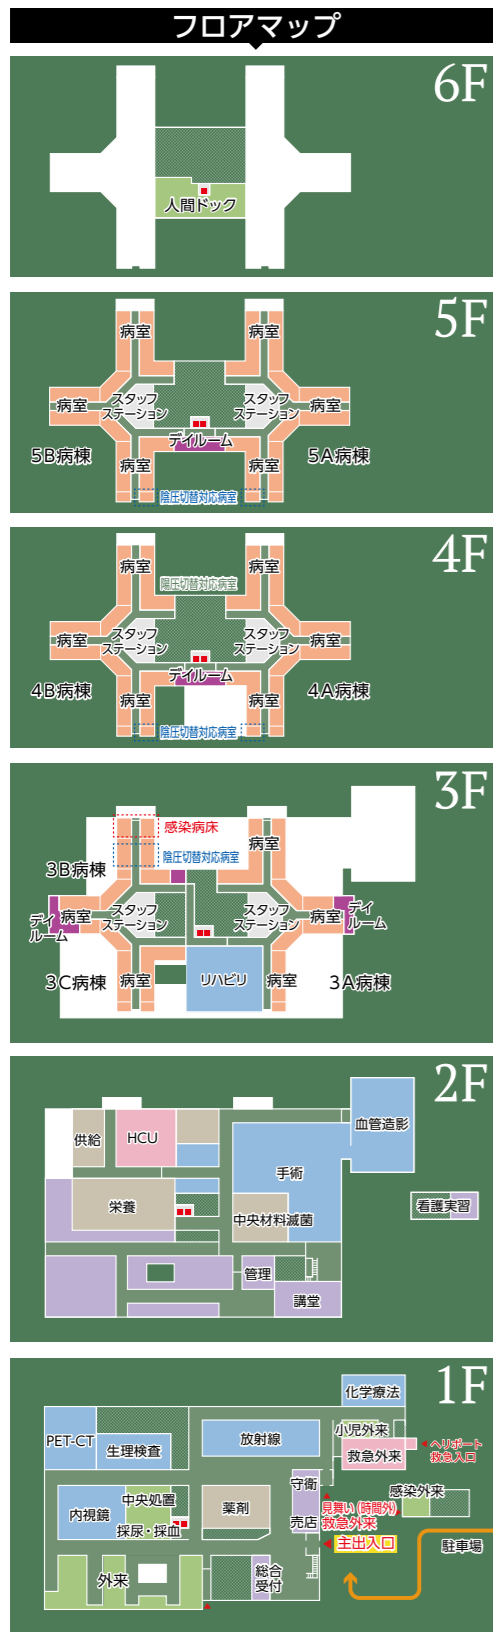 フロアマップ
6F
人間ドック
5F
病室
病室
スタッフ
ステーション
スタッフ
ステーション
病室
病室
デイルーム
5B病棟
5A病棟
病室
病室
陰圧切替対応病室
4F
病室
病室
陰圧切替対応病室
スタッフ
ステーション
スタッフ
ステーション
病室
病室
デイルーム
4B病棟
4A病棟
病室
病室
陰圧切替対応病室
3F
感染病床
病室
陰圧切替対応病室
3B病棟
デイ
ルーム
病室
スタッフ
ステーション
スタッフ
ステーション
病室
デイ
ルーム
3C病棟
病室
リハビリ
病室
3A病棟
2F
血管造影
供給
HCU
手術
栄養
中央材料滅菌
看護実習
管理
講堂
1F
化学療法
小児外来
PET-CT
生理検査
放射線
救急外来
ヘリポート
救急入口
守衛
感染外来
内視鏡
中央処置
採尿・採血
薬剤
見舞い(時間外)
救急外来
売店
主出入口
駐車場
外来
総合
受付